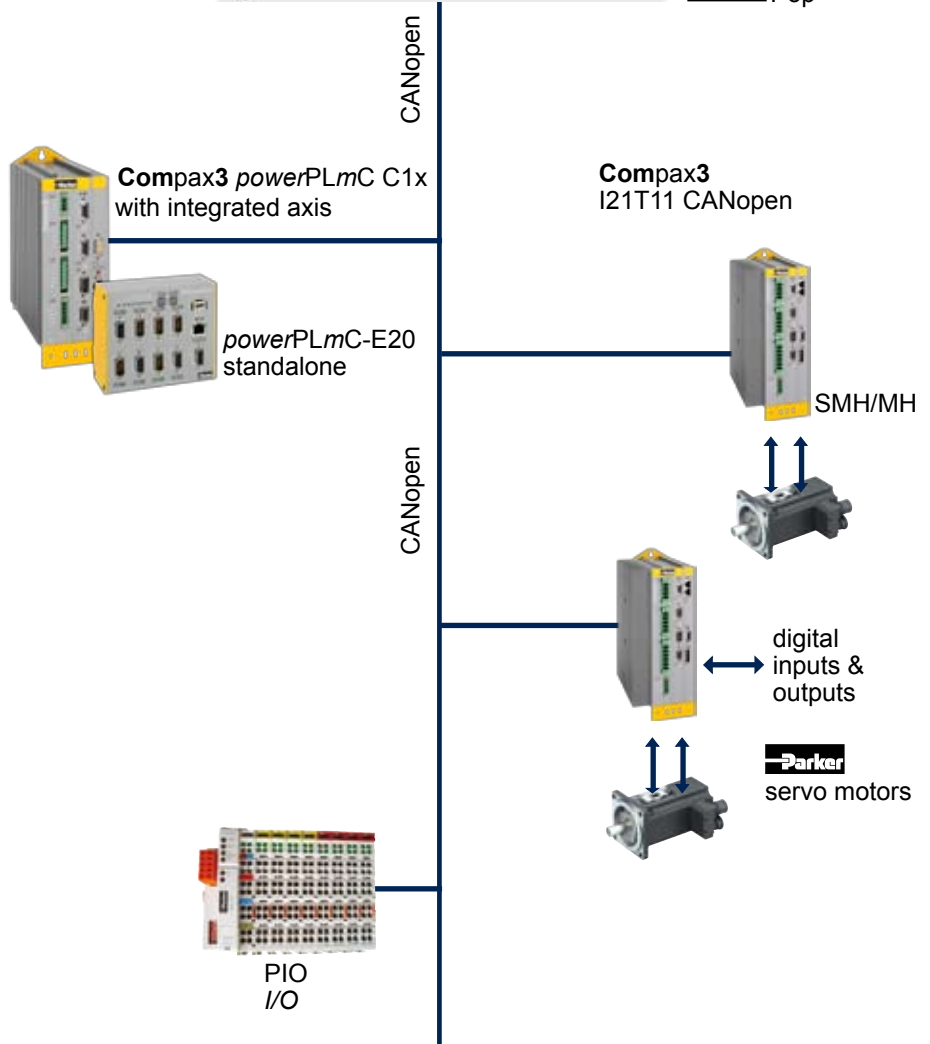 CANopen
Compax3 powerPLmC C1x
with integrated axis
Compax3
I21T11 CANopen
powerPLmC-E20
standalone
SMH/MH
CANopen
digital
inputs &
outputs
Parker
servo motors
PIO
I/O